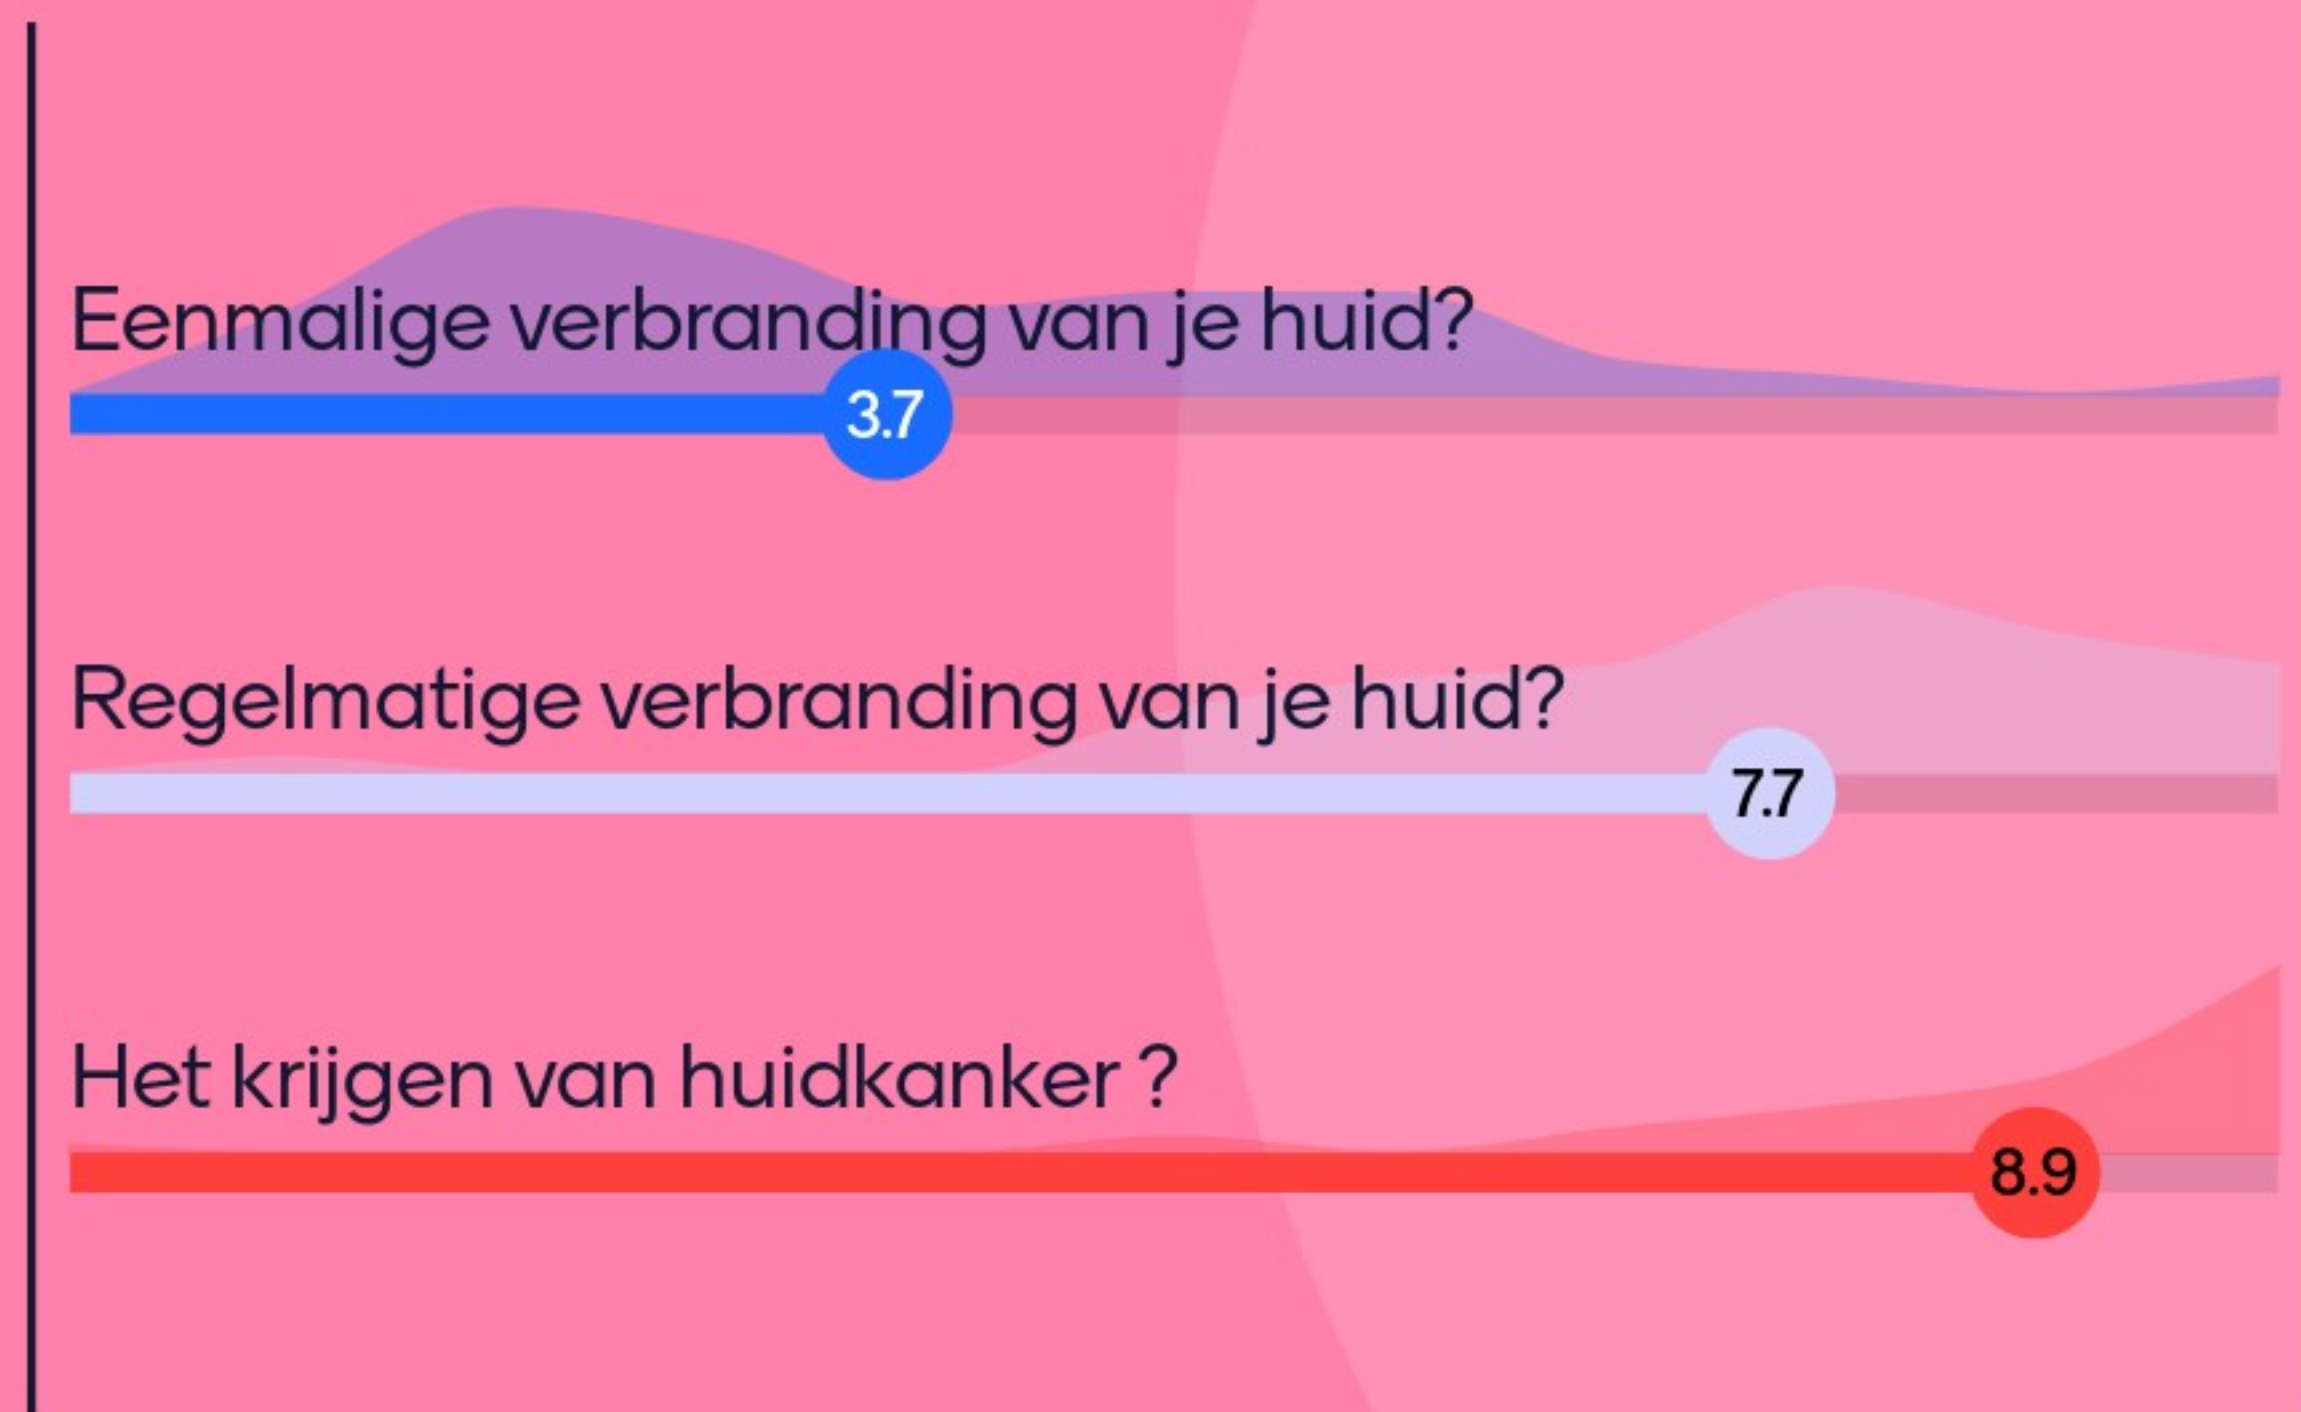 Eenmalige verbranding van je huid?
3.7
Regelmatige verbranding van je huid?
7.7
Het krijgen van huidkanker ?
8.9